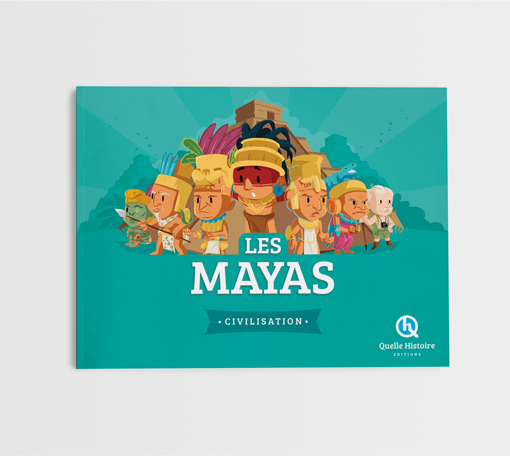 LES
MAYAS
• CIVILISATION •
Quelle Histoire
EDITIONS